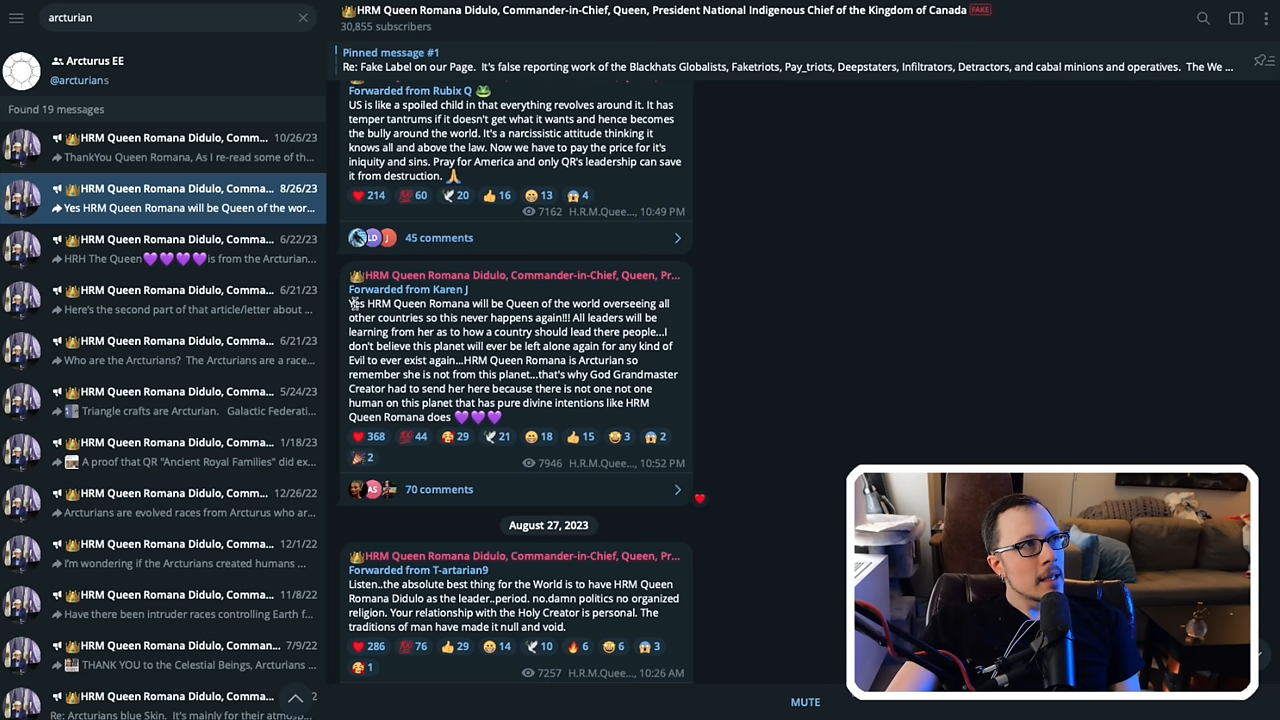 arcturian
Arcturus EE
@arcturians
Found 19 messages
HRM Queen Romana Didulo, Comm... 10/26/23
ThankYou Queen Romana, As I re-read some of th...
HRM Queen Romana Didulo, Comma... 8/26/23
Yes HRM Queen Romana will be Queen of the wor...
HRM Queen Romana Didulo, Comma... 6/22/23
HRH The Queen💜💜💜💜is from the Arcturian...
HRM Queen Romana Didulo, Comma... 6/21/23
Here's the second part of that article/letter about ...
HRM Queen Romana Didulo, Comma... 6/21/23
Who are the Arcturians? The Arcturians are a race...
HRM Queen Romana Didulo, Comma... 5/24/23
Triangle crafts are Arcturian. Galactic Federati...
HRM Queen Romana Didulo, Comma... 1/18/23
A proof that QR "Ancient Royal Families" did ex...
HRM Queen Romana Didulo, Comm... 12/26/22
Arcturians are evolved races from Arcturus who ar...
HRM Queen Romana Didulo, Comma... 12/1/22
I'm wondering if the Arcturians created humans ...
HRM Queen Romana Didulo, Comma... 11/8/22
Have there been intruder races controlling Earth f...
HRM Queen Romana Didulo, Comma... 7/9/22
THANK YOU to the Celestial Beings, Arcturians ...
HRM Queen Romana Didulo, Comma...
Re: Arcturians blue Skin. It's mainly for their
👑HRM Queen Romana Didulo, Commander-in-Chief, Queen, President National Indigenous Chief of the Kingdom of Canada FAKE
30,855 subscribers
Pinned message #1
Re: Fake Label on our Page. It's false reporting work of the Blackhats Globalists, Faketriots, Pay_triots, Deepstaters, Infiltrators, Detractors, and cabal minions and operatives. The We ...
Forwarded from Rubix Q 🐸
US is like a spoiled child in that everything revolves around it. It has
temper tantrums if it doesn't get what it wants and hence becomes
the bully around the world. It's a narcissistic attitude thinking it
knows all and above the law. Now we have to pay the price for it's
iniquity and sins. Pray for America and only QR's leadership can save
it from destruction. 🙏
❤ 214 💯 60 🕊 20 👍 16 😁 13 😱 4
7162 H.R.M.Quee..., 10:49 PM
LD J 45 comments
👑HRM Queen Romana Didulo, Commander-in-Chief, Queen, Pr...
Forwarded from Karen J
Yes HRM Queen Romana will be Queen of the world overseeing all
other countries so this never happens again!!! All leaders will be
learning from her as to how a country should lead there people...I
don't believe this planet will ever be left alone again for any kind of
Evil to ever exist again...HRM Queen Romana is Arcturian so
remember she is not from this planet...that's why God Grandmaster
Creator had to send her here because there is not one not one
human on this planet that has pure divine intentions like HRM
Queen Romana does 💜💜💜
❤ 368 💯 44 🥰 29 🕊 21 😁 18 👍 15 🤩 3 😱 2
🎉 2
7946 H.R.M.Quee..., 10:52 PM
AS 70 comments
August 27, 2023
👑HRM Queen Romana Didulo, Commander-in-Chief, Queen, Pr...
Forwarded from T-artarian9
Listen..the absolute best thing for the World is to have HRM Queen
Romana Didulo as the leader..period. no.damn politics no organized
religion. Your relationship with the Holy Creator is personal. The
traditions of man have made it null and void.
❤ 286 💯 76 👍 29 😁 14 🕊 10 🔥 6 🤩 6 😱 3
🥰 1
7257 H.R.M.Quee..., 10:26 AM
MUTE